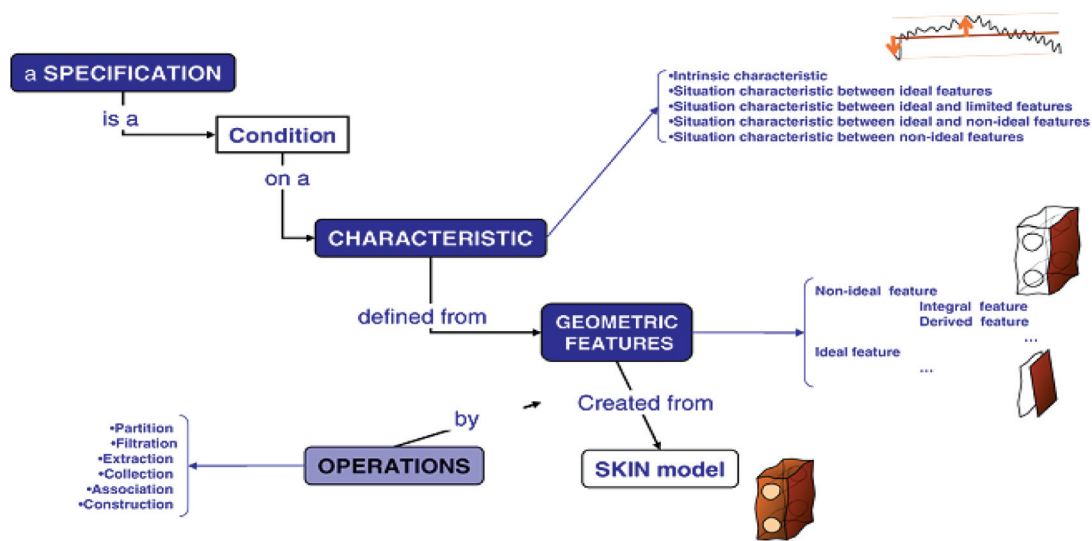 a SPECIFICATION
is a
Condition
on a
CHARACTERISTIC
•Intrinsic characteristic
•Situation characteristic between ideal features
•Situation characteristic between ideal and limited features
•Situation characteristic between ideal and non-ideal features
•Situation characteristic between non-ideal features
defined from
GEOMETRIC
FEATURES
Non-ideal feature
Integral feature
Derived feature
...
Ideal feature
...
Created from
by
OPERATIONS
SKIN model
•Partition
•Filtration
•Extraction
•Collection
•Association
•Construction